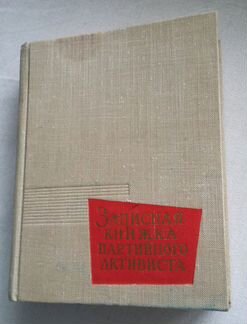 Записная
книжка
партийного
активиста